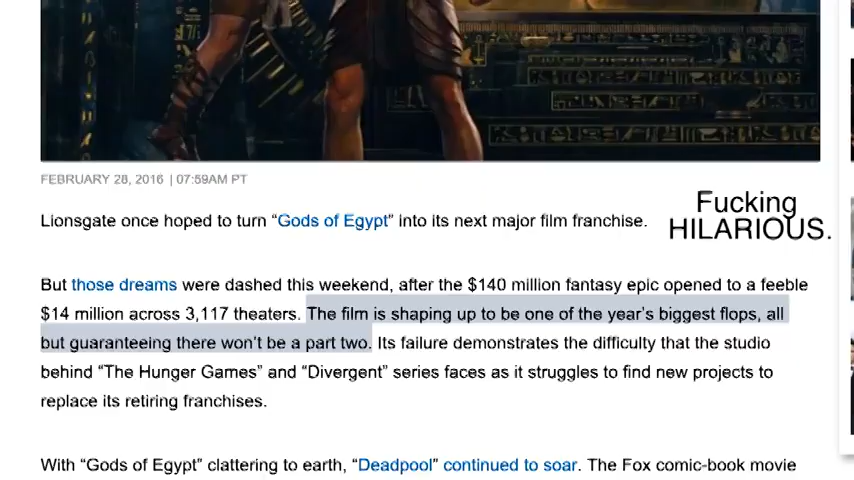 FEBRUARY 28, 2016 | 07:59AM PT
Fucking
HILARIOUS.
Lionsgate once hoped to turn “Gods of Egypt” into its next major film franchise.
But those dreams were dashed this weekend, after the $140 million fantasy epic opened to a feeble
$14 million across 3,117 theaters. The film is shaping up to be one of the year’s biggest flops, all
but guaranteeing there won’t be a part two. Its failure demonstrates the difficulty that the studio
behind “The Hunger Games” and “Divergent” series faces as it struggles to find new projects to
replace its retiring franchises.
With “Gods of Egypt” clattering to earth, “Deadpool” continued to soar. The Fox comic-book movie